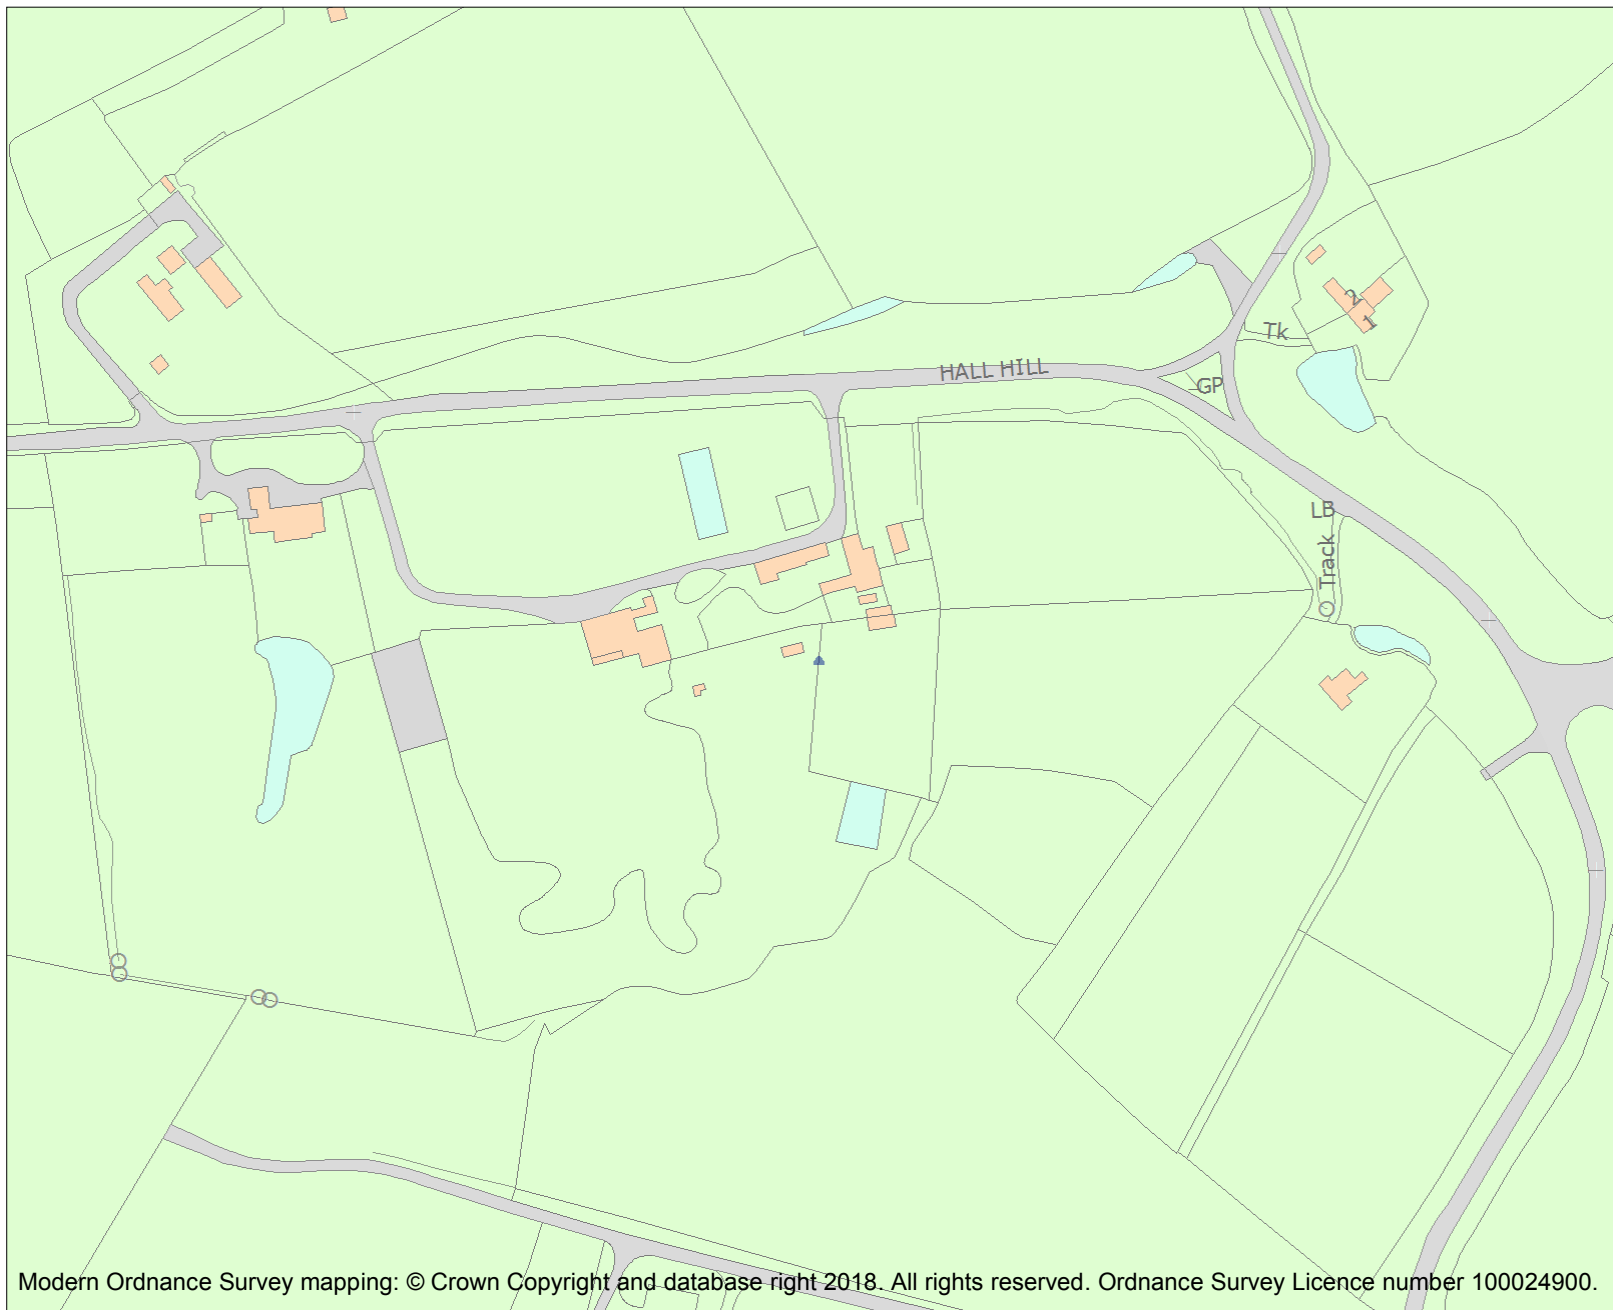 2
1
Tk
HALL HILL
GP
LB
Track
Modern Ordnance Survey mapping: © Crown Copyright and database right 2018. All rights reserved. Ordnance Survey Licence number 100024900.